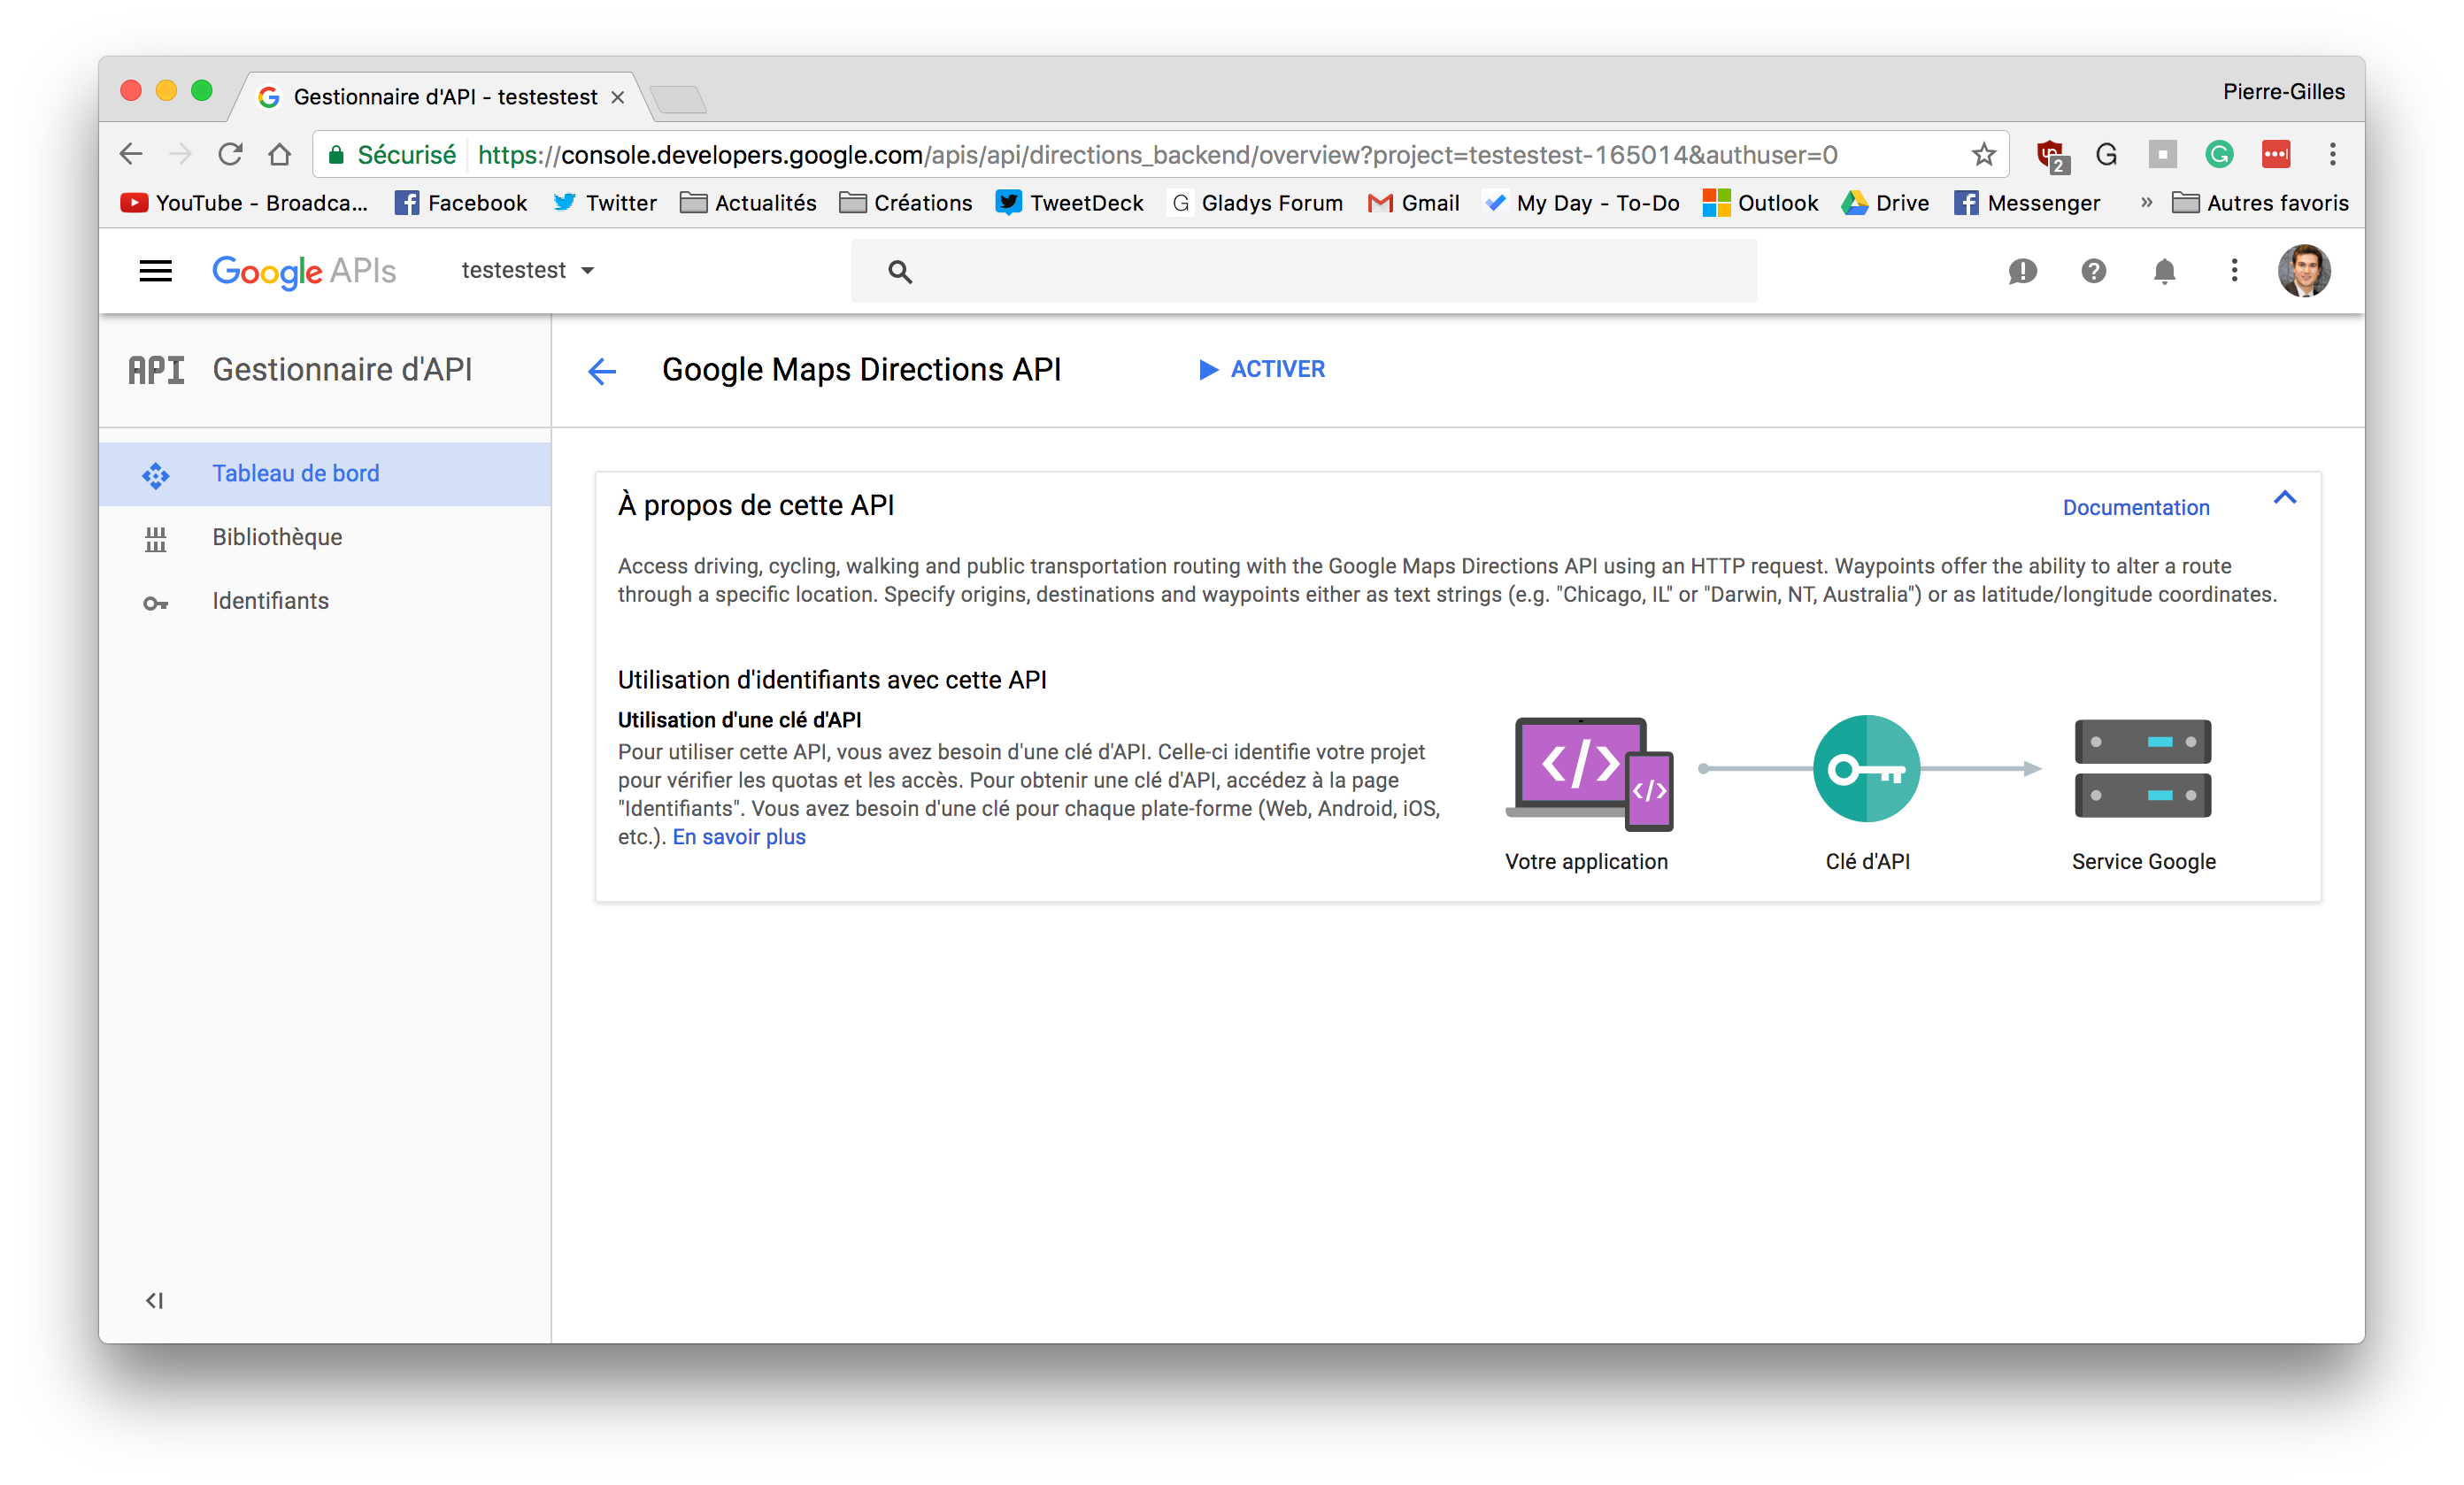 Gestionnaire d'API - testestest
Pierre-Gilles
Sécurisé https://console.developers.google.com/apis/api/directions_backend/overview?project=testestest-165014&authuser=0
2
YouTube - Broadca... Facebook Twitter Actualités Créations TweetDeck G Gladys Forum Gmail My Day - To-Do Outlook Drive Messenger » Autres favoris
Google APIs testestest
API Gestionnaire d'API
Google Maps Directions API ACTIVER
Tableau de bord
Bibliothèque
Identifiants
À propos de cette API
Documentation
Access driving, cycling, walking and public transportation routing with the Google Maps Directions API using an HTTP request. Waypoints offer the ability to alter a route
through a specific location. Specify origins, destinations and waypoints either as text strings (e.g. "Chicago, IL" or "Darwin, NT, Australia") or as latitude/longitude coordinates.
Utilisation d'identifiants avec cette API
Utilisation d'une clé d'API
Pour utiliser cette API, vous avez besoin d'une clé d'API. Celle-ci identifie votre projet
pour vérifier les quotas et les accès. Pour obtenir une clé d'API, accédez à la page
"Identifiants". Vous avez besoin d'une clé pour chaque plate-forme (Web, Android, iOS,
etc.). En savoir plus
Votre application
Clé d'API
Service Google